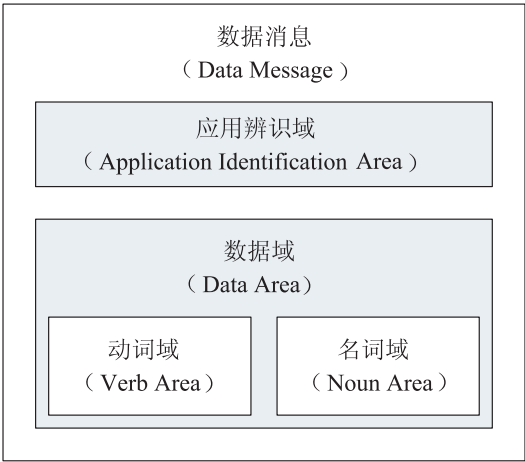 数据消息
（Data Message）
应用辨识域
（Application Identification Area）
数据域
（Data Area）
动词域
（Verb Area）
名词域
（Noun Area）